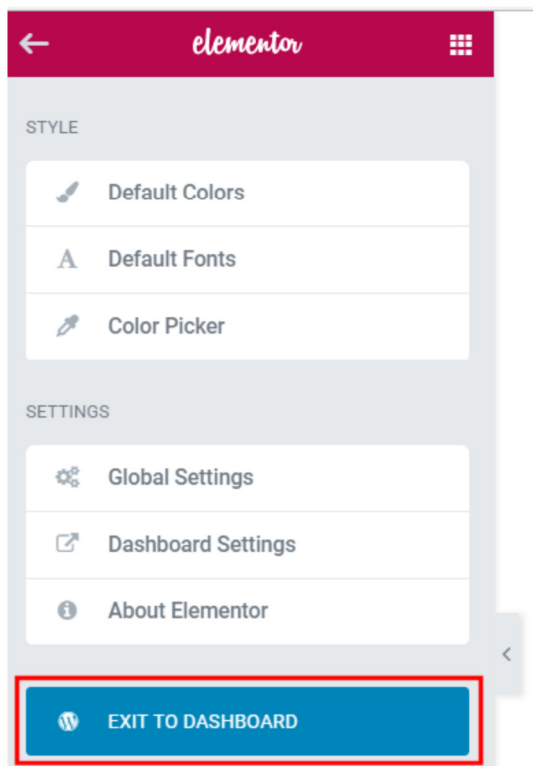 elementor
STYLE
Default Colors
A Default Fonts
Color Picker
SETTINGS
Global Settings
Dashboard Settings
About Elementor
EXIT TO DASHBOARD